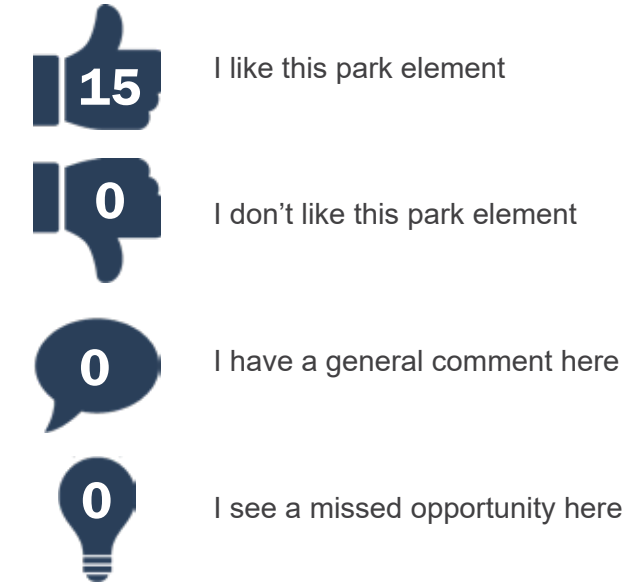 15
I like this park element
0
I don’t like this park element
0
I have a general comment here
0
I see a missed opportunity here